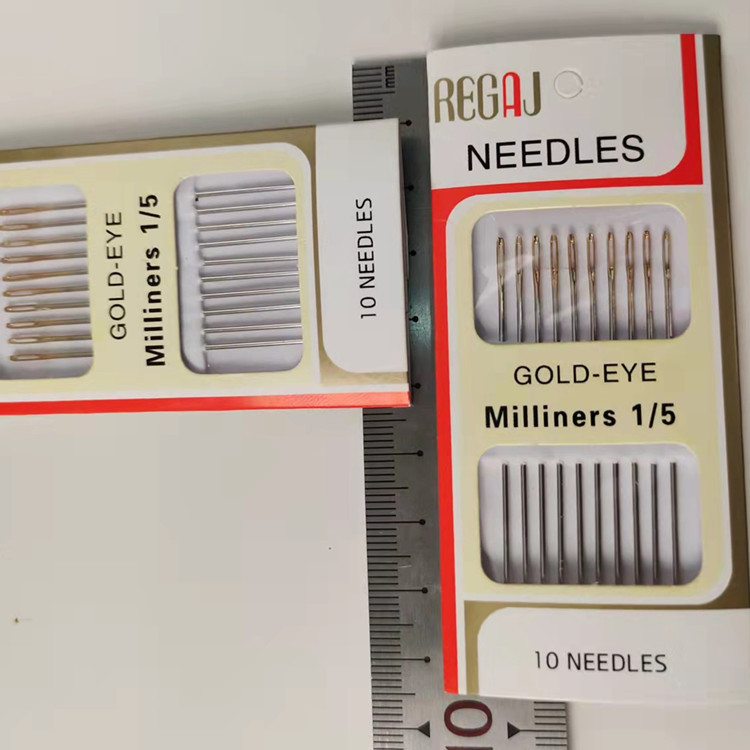 mm
GOLD-EYE
Milliners 1/5
10 NEEDLES
REGAJ
NEEDLES
GOLD-EYE
Milliners 1/5
10 NEEDLES
10